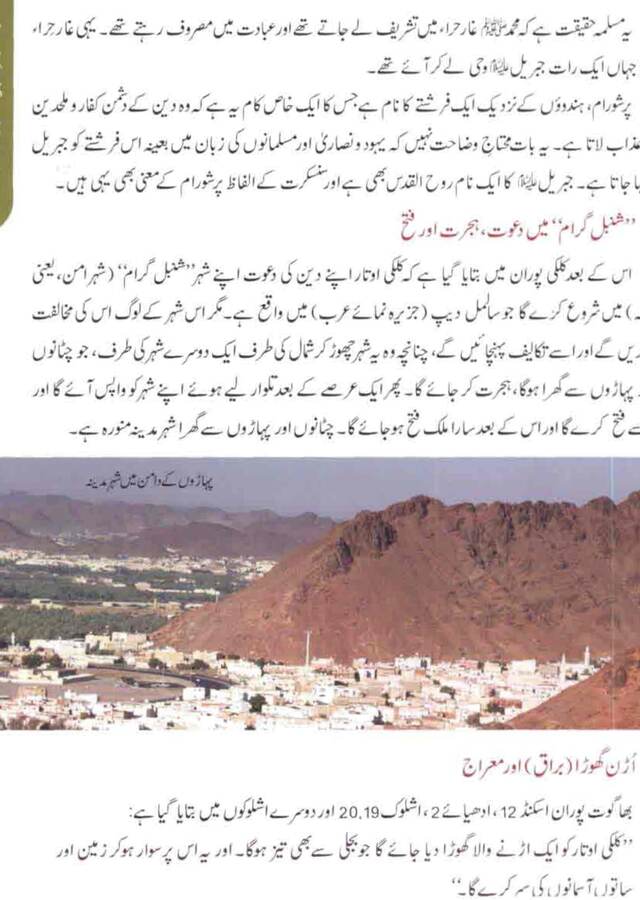 یہ مسلمہ حقیقت ہے کہ محمد ﷺ غار حراء میں تشریف لے جاتے تھے اور عبادت میں مصروف رہتے تھے۔ یہی غار حراء
جہاں ایک رات جبریل علیہ السلام وحی لے کر آئے تھے۔
پرشورام، ہندوؤں کے نزدیک ایک فرشتے کا نام ہے جس کا ایک خاص کام یہ ہے کہ وہ دین کے دشمن کفار و ملحدین
عذاب لاتا ہے۔ یہ بات محتاج وضاحت نہیں کہ یہود و نصاریٰ اور مسلمانوں کی زبان میں بعینہ اس فرشتے کو جبریل
جاتا ہے۔ جبریل علیہ السلام کا ایک نام روح القدس بھی ہے اور سنسکرت کے الفاظ پرشورام کے معنی بھی یہی ہیں۔
”شنبل گرام“ میں دعوت، ہجرت اور فتح
اس کے بعد کلکی پوران میں بتایا گیا ہے کہ کلکی اوتار اپنے دین کی دعوت اپنے شہر ”شنبل گرام“ (شہر امن، یعنی
) میں شروع کرے گا جو سالمل دیپ (جزیرہ نمائے عرب) میں واقع ہے۔ مگر اس شہر کے لوگ اس کی مخالفت
گے اور اسے تکالیف پہنچائیں گے، چنانچہ وہ یہ شہر چھوڑ کر شمال کی طرف ایک دوسرے شہر کی طرف، جو چٹانوں
پہاڑوں سے گھرا ہوگا، ہجرت کر جائے گا۔ پھر ایک عرصے کے بعد تلوار لیے ہوئے اپنے شہر کو واپس آئے گا اور
فتح کرے گا اور اس کے بعد سارا ملک فتح ہو جائے گا۔ چٹانوں اور پہاڑوں سے گھرا شہر مدینہ منورہ ہے۔
پہاڑوں کے دامن میں شہر مدینہ
اُڑن گھوڑا (براق) اور معراج
بھاگوت پوران اسکند 12، ادھیائے 2، اشلوک 20,19 اور دوسرے اشلوکوں میں بتایا گیا ہے:
”کلکی اوتار کو ایک اڑنے والا گھوڑا دیا جائے گا جو بجلی سے بھی تیز ہوگا۔ اور یہ اس پر سوار ہو کر زمین اور
ساتوں آسمانوں کی سیر کرے گا۔“